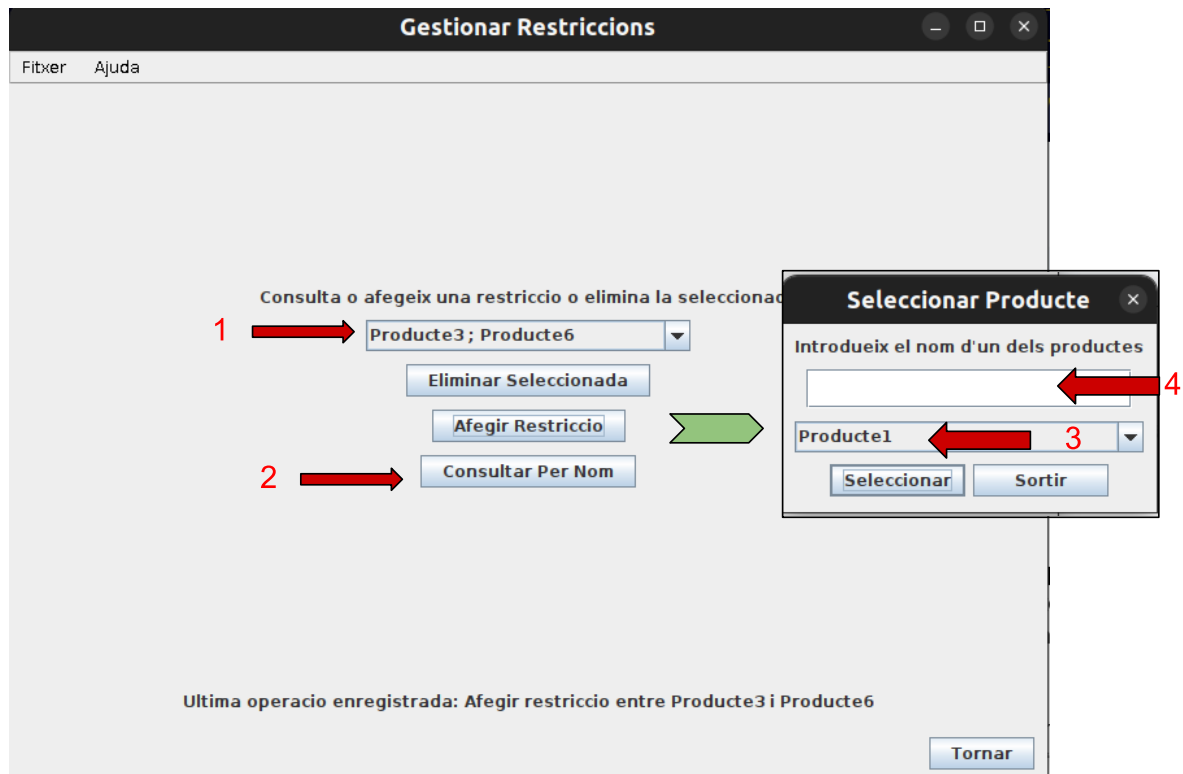 Gestionar Restriccions
Fitxer Ajuda
Consulta o afegeix una restriccio o elimina la seleccionad
1
Producte3 ; Producte6
Eliminar Seleccionada
Afegir Restriccio
2
Consultar Per Nom
Seleccionar Producte
Introdueix el nom d'un dels productes
4
Producte1
3
Seleccionar Sortir
Ultima operacio enregistrada: Afegir restriccio entre Producte3 i Producte6
Tornar